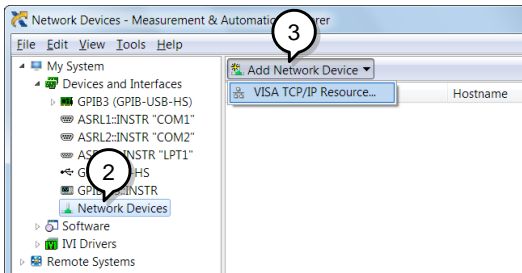 Network Devices - Measurement & Automati rer
3
File Edit View Tools Help
My System
Add Network Device
Devices and Interfaces
VISA TCP/IP Resource...
Hostname
GPIB3 (GPIB-USB-HS)
ASRL1::INSTR "COM1"
ASRL2::INSTR "COM2"
INSTR "LPT1"
2
-HS
INSTR
Network Devices
Software
IVI Drivers
Remote Systems